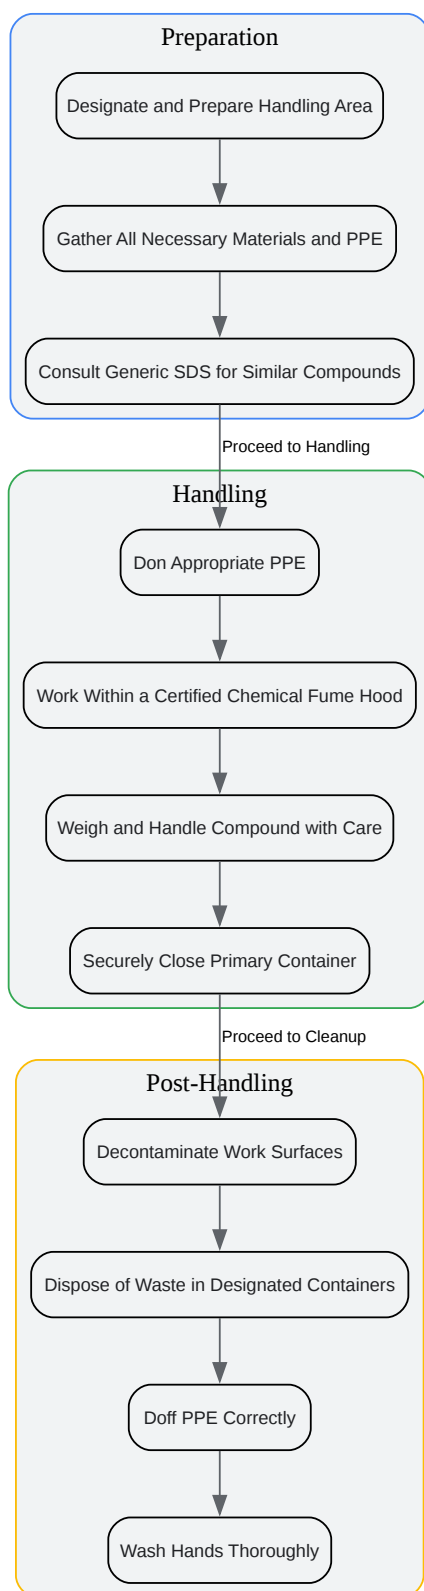 Preparation
Designate and Prepare Handling Area
Gather All Necessary Materials and PPE
Consult Generic SDS for Similar Compounds
Proceed to Handling
Handling
Don Appropriate PPE
Work Within a Certified Chemical Fume Hood
Weigh and Handle Compound with Care
Securely Close Primary Container
Proceed to Cleanup
Post-Handling
Decontaminate Work Surfaces
Dispose of Waste in Designated Containers
Doff PPE Correctly
Wash Hands Thoroughly